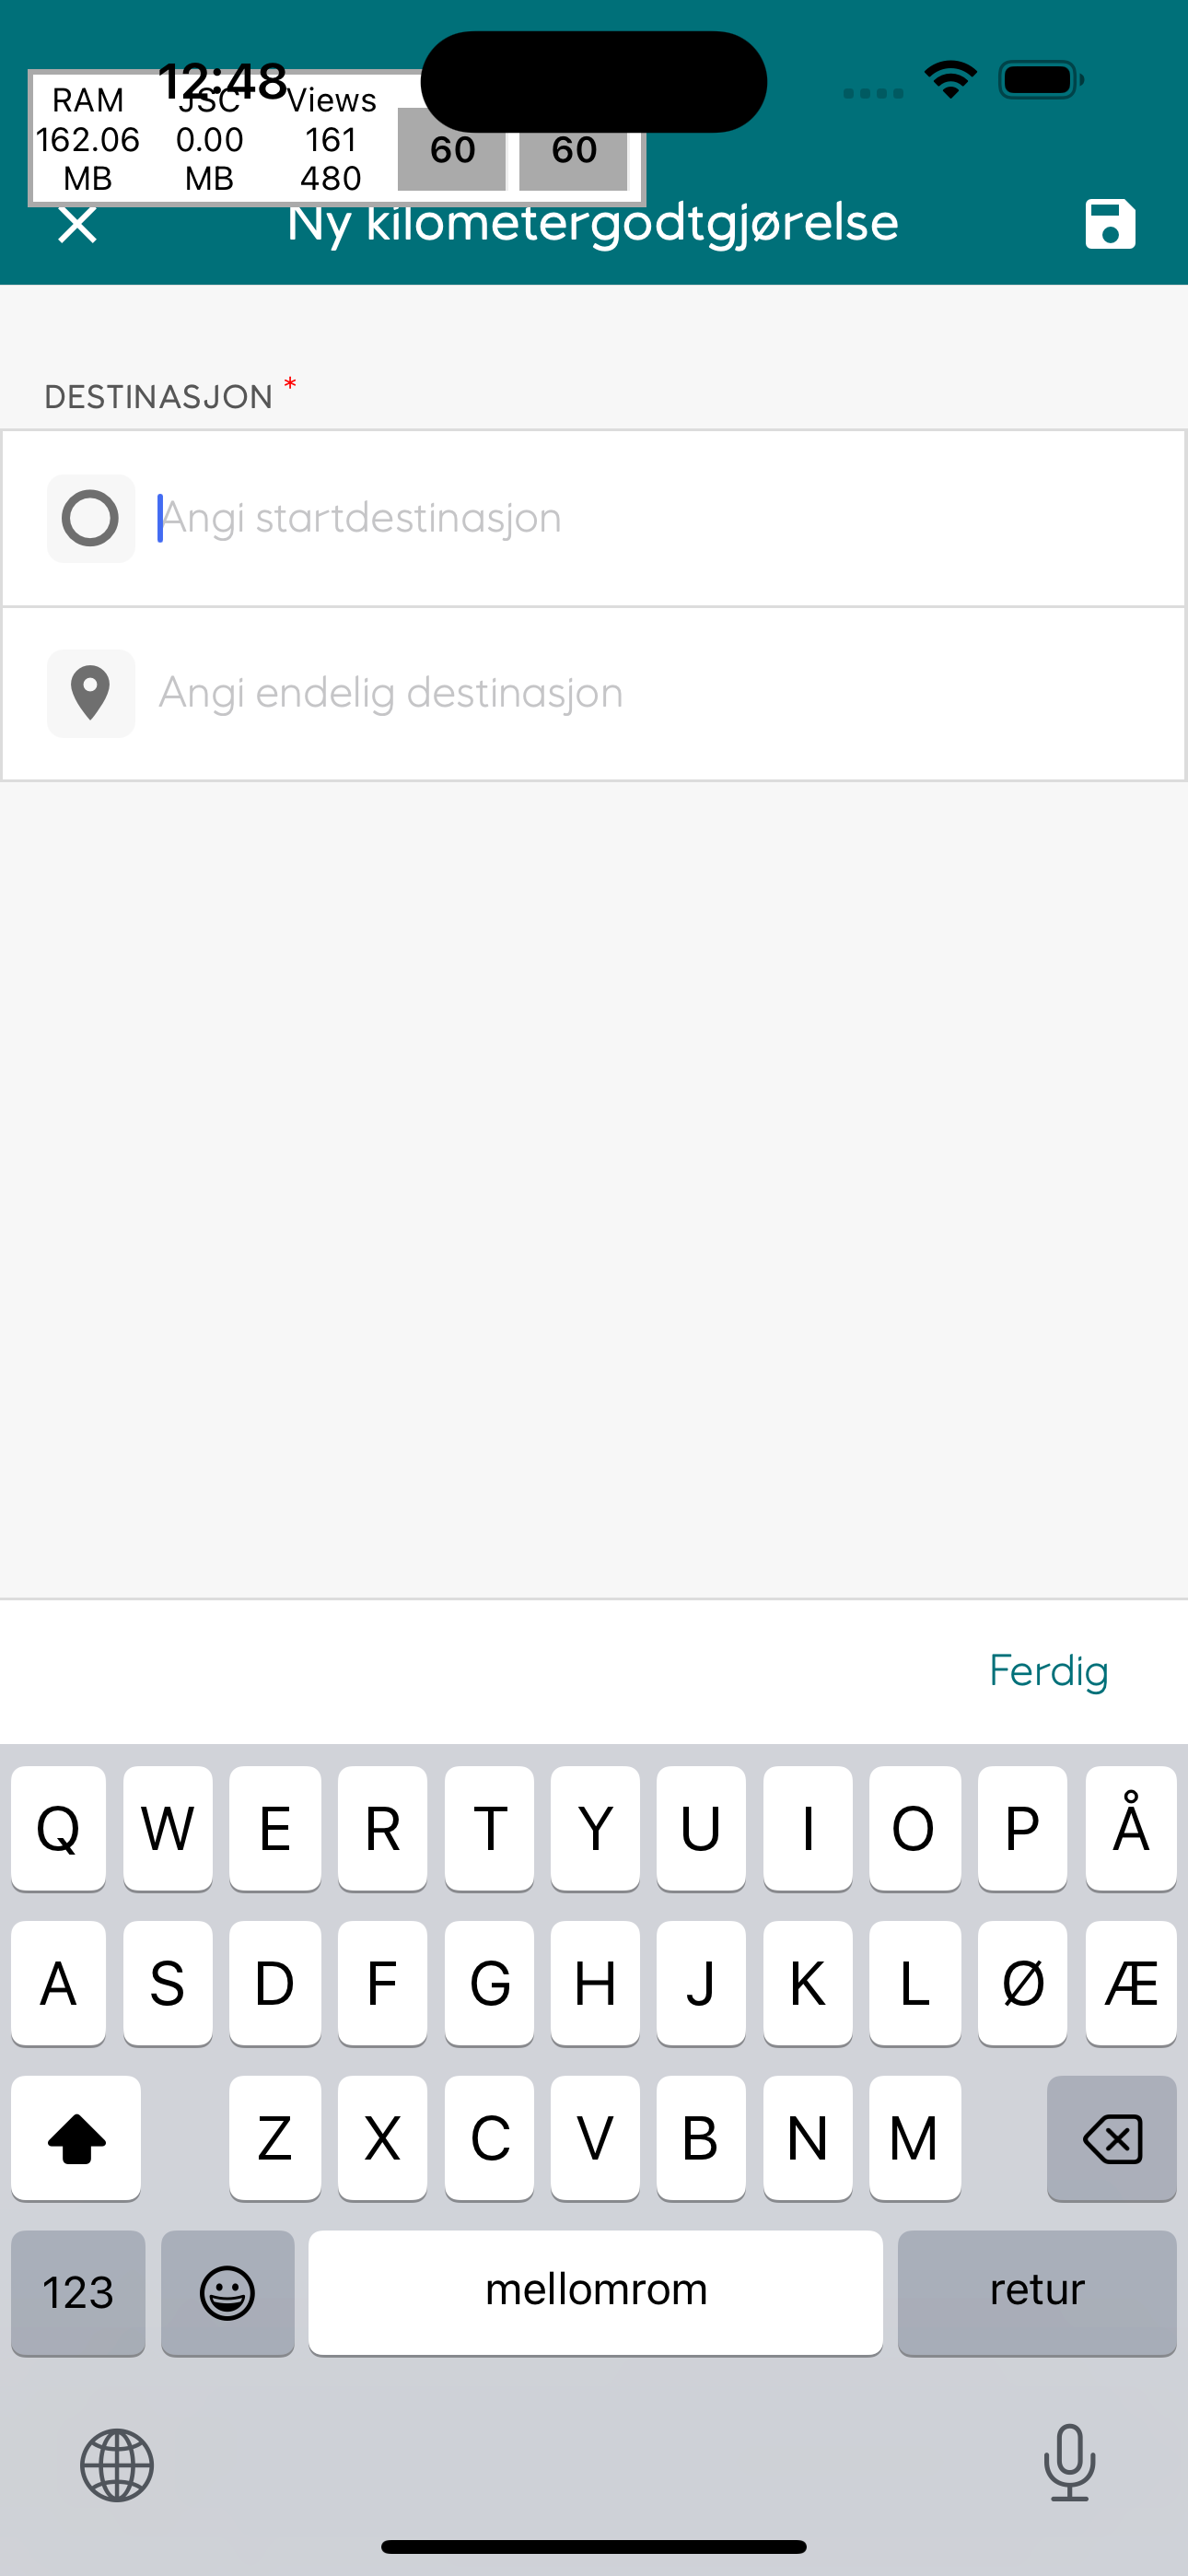 12:48
RAM JSC Views
162.06 0.00 161 60 60
MB MB 480
Ny kilometergodtgjørelse
DESTINASJON *
Angi startdestinasjon
Angi endelig destinasjon
Ferdig
Q W E R T Y U I O P Å
A S D F G H J K L Ø Æ
Z X C V B N M
123 mellomrom retur